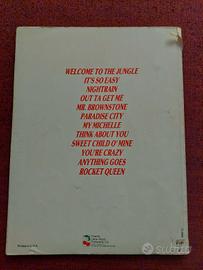 WELCOME TO THE JUNGLE
IT'S SO EASY
NIGHTRAIN
OUT TA GET ME
MR. BROWNSTONE
PARADISE CITY
MY MICHELLE
THINK ABOUT YOU
SWEET CHILD O' MINE
YOU'RE CRAZY
ANYTHING GOES
ROCKET QUEEN
subito